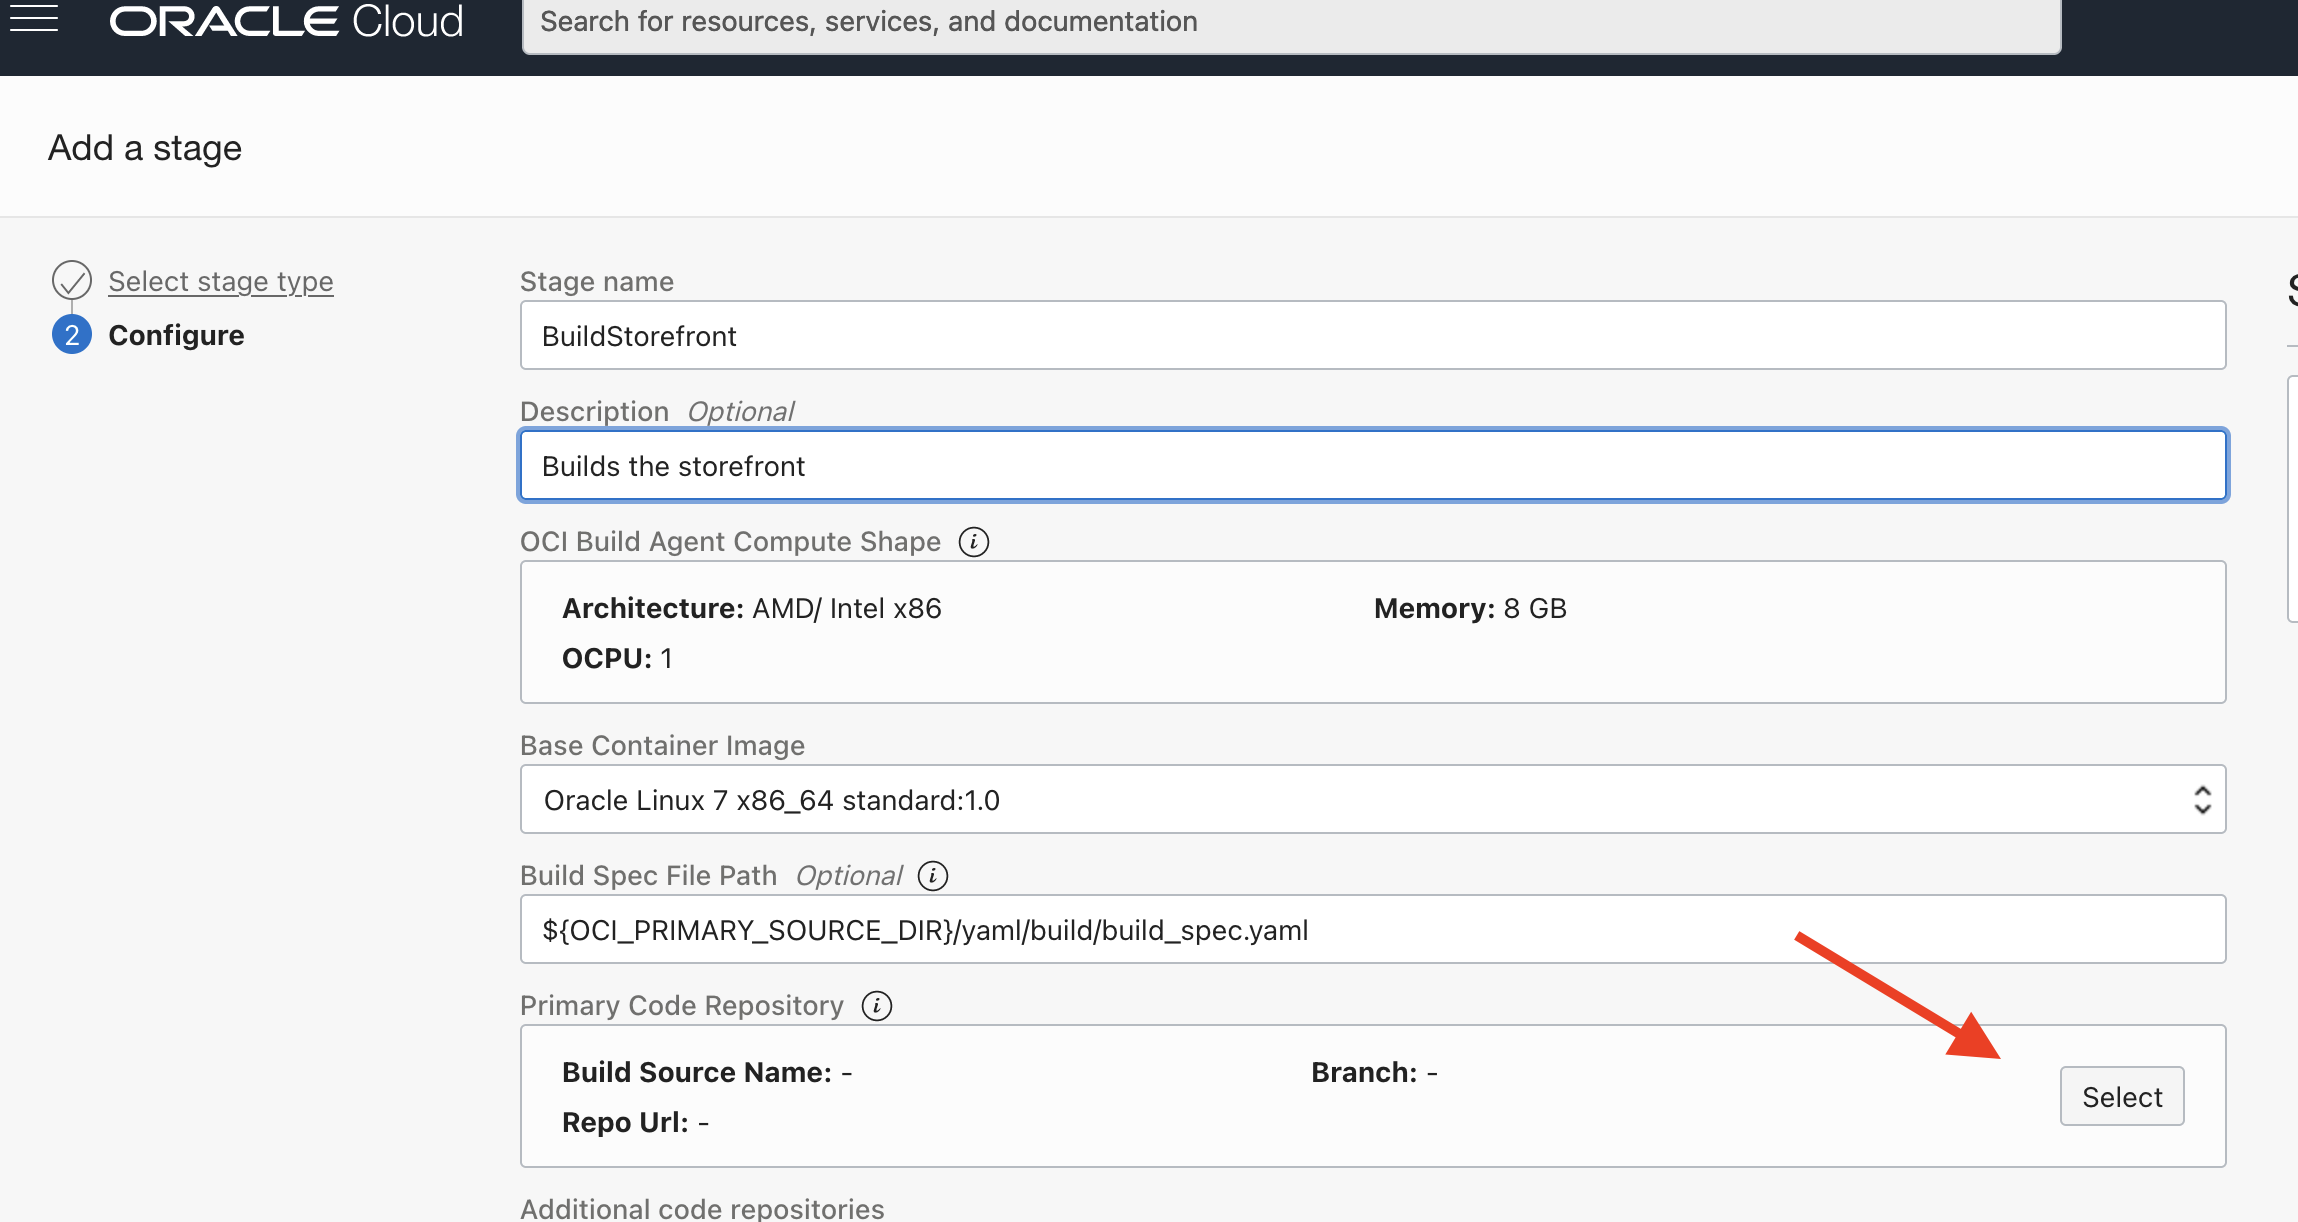 ORACLE Cloud
Search for resources, services, and documentation
Add a stage
Select stage type
2 Configure
Stage name
BuildStorefront
Description Optional
Builds the storefront
OCI Build Agent Compute Shape i
Architecture: AMD/ Intel x86
Memory: 8 GB
OCPU: 1
Base Container Image
Oracle Linux 7 x86_64 standard:1.0
Build Spec File Path Optional i
${OCI_PRIMARY_SOURCE_DIR}/yaml/build/build_spec.yaml
Primary Code Repository i
Build Source Name: -
Branch: -
Repo Url: -
Select
Additional code repositories